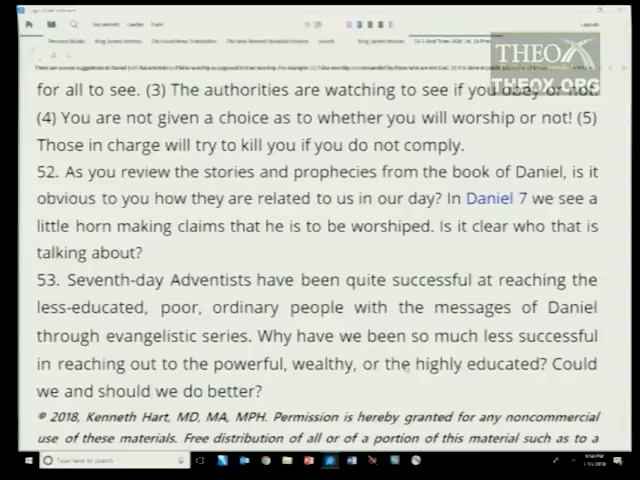 THEOX
THEOX.ORG
for all to see. (3) The authorities are watching to see if you obey or not.
(4) You are not given a choice as to whether you will worship or not! (5)
Those in charge will try to kill you if you do not comply.
52. As you review the stories and prophecies from the book of Daniel, is it
obvious to you how they are related to us in our day? In Daniel 7 we see a
little horn making claims that he is to be worshiped. Is it clear who that is
talking about?
53. Seventh-day Adventists have been quite successful at reaching the
less-educated, poor, ordinary people with the messages of Daniel
through evangelistic series. Why have we been so much less successful
in reaching out to the powerful, wealthy, or the highly educated? Could
we and should we do better?
© 2018, Kenneth Hart, MD, MA, MPH. Permission is hereby granted for any noncommercial
use of these materials. Free distribution of all or of a portion of this material such as to a
Type here to search